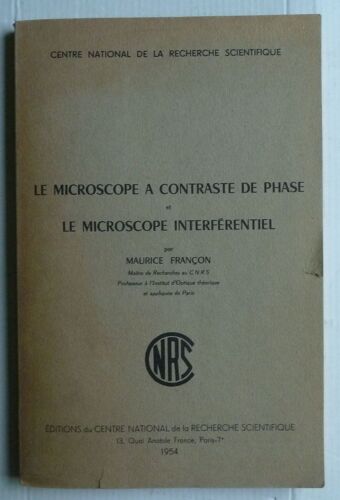 CENTRE NATIONAL DE LA RECHERCHE SCIENTIFIQUE
LE MICROSCOPE A CONTRASTE DE PHASE
et
LE MICROSCOPE INTERFÉRENTIEL
par
MAURICE FRANÇON
Maître de Recherches au C.N.R.S
Professeur à l'Institut d'Optique théorique
et appliquée de Paris
CNRS
ÉDITIONS du CENTRE NATIONAL de la RECHERCHE SCIENTIFIQUE
13, Quai Anatole France, Paris-7e
1954